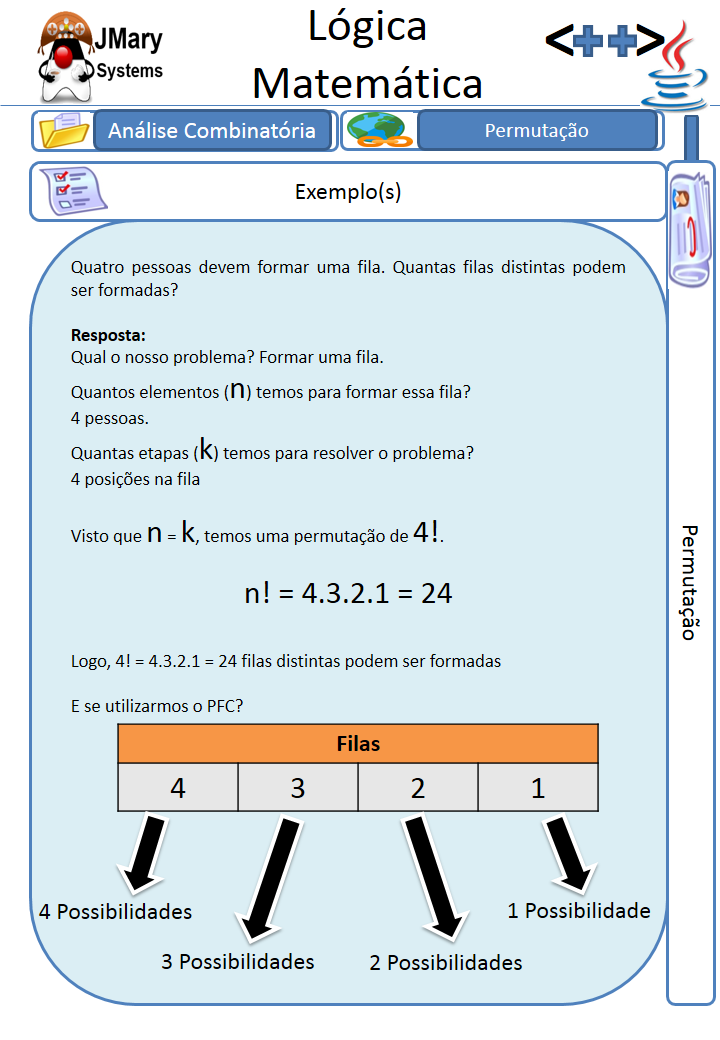 JMary
Systems
Lógica
Matemática
<++>
Análise Combinatória
Permutação
Exemplo(s)
Quatro pessoas devem formar uma fila. Quantas filas distintas podem
ser formadas?
Resposta:
Qual o nosso problema? Formar uma fila.
Quantos elementos (n) temos para formar essa fila?
4 pessoas.
Quantas etapas (k) temos para resolver o problema?
4 posições na fila
Visto que n = k, temos uma permutação de 4!.
n! = 4.3.2.1 = 24
Logo, 4! = 4.3.2.1 = 24 filas distintas podem ser formadas
E se utilizarmos o PFC?
Filas
4 3 2 1
4 Possibilidades
1 Possibilidade
3 Possibilidades
2 Possibilidades
Permutação